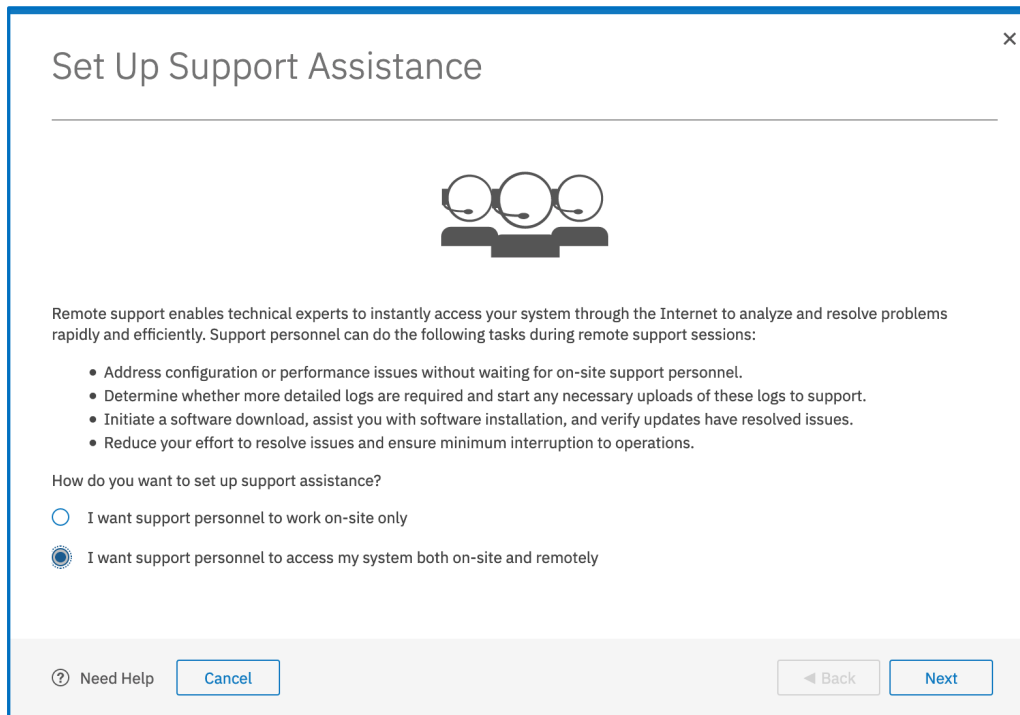 Set Up Support Assistance
Remote support enables technical experts to instantly access your system through the Internet to analyze and resolve problems
rapidly and efficiently. Support personnel can do the following tasks during remote support sessions:
• Address configuration or performance issues without waiting for on-site support personnel.
• Determine whether more detailed logs are required and start any necessary uploads of these logs to support.
• Initiate a software download, assist you with software installation, and verify updates have resolved issues.
• Reduce your effort to resolve issues and ensure minimum interruption to operations.
How do you want to set up support assistance?
I want support personnel to work on-site only
I want support personnel to access my system both on-site and remotely
? Need Help Cancel ◀ Back Next